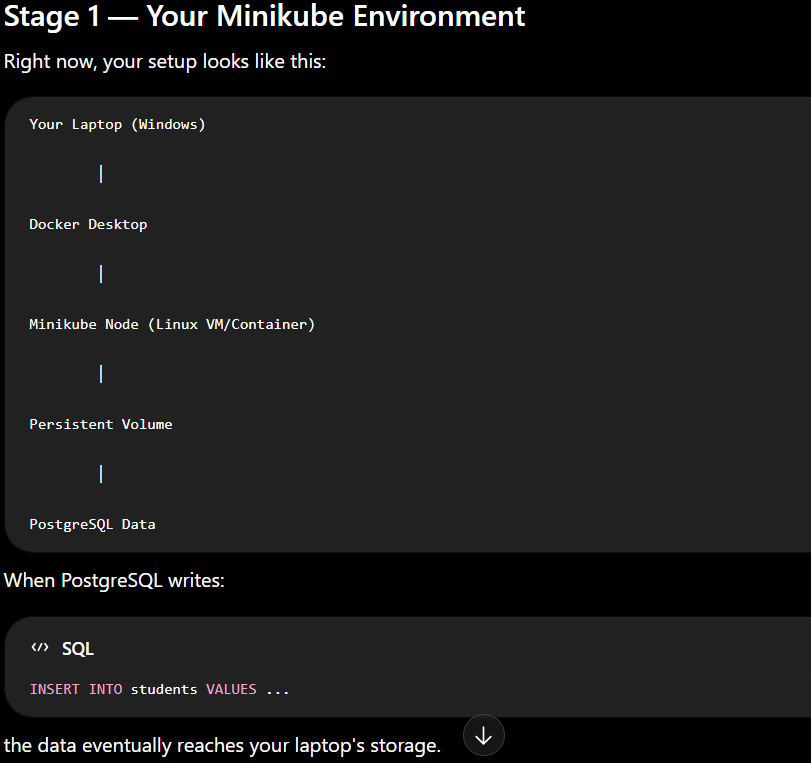 Stage 1 — Your Minikube Environment
Right now, your setup looks like this:
Your Laptop (Windows)
|
Docker Desktop
|
Minikube Node (Linux VM/Container)
|
Persistent Volume
|
PostgreSQL Data
When PostgreSQL writes:
</> SQL
INSERT INTO students VALUES ...
the data eventually reaches your laptop's storage.